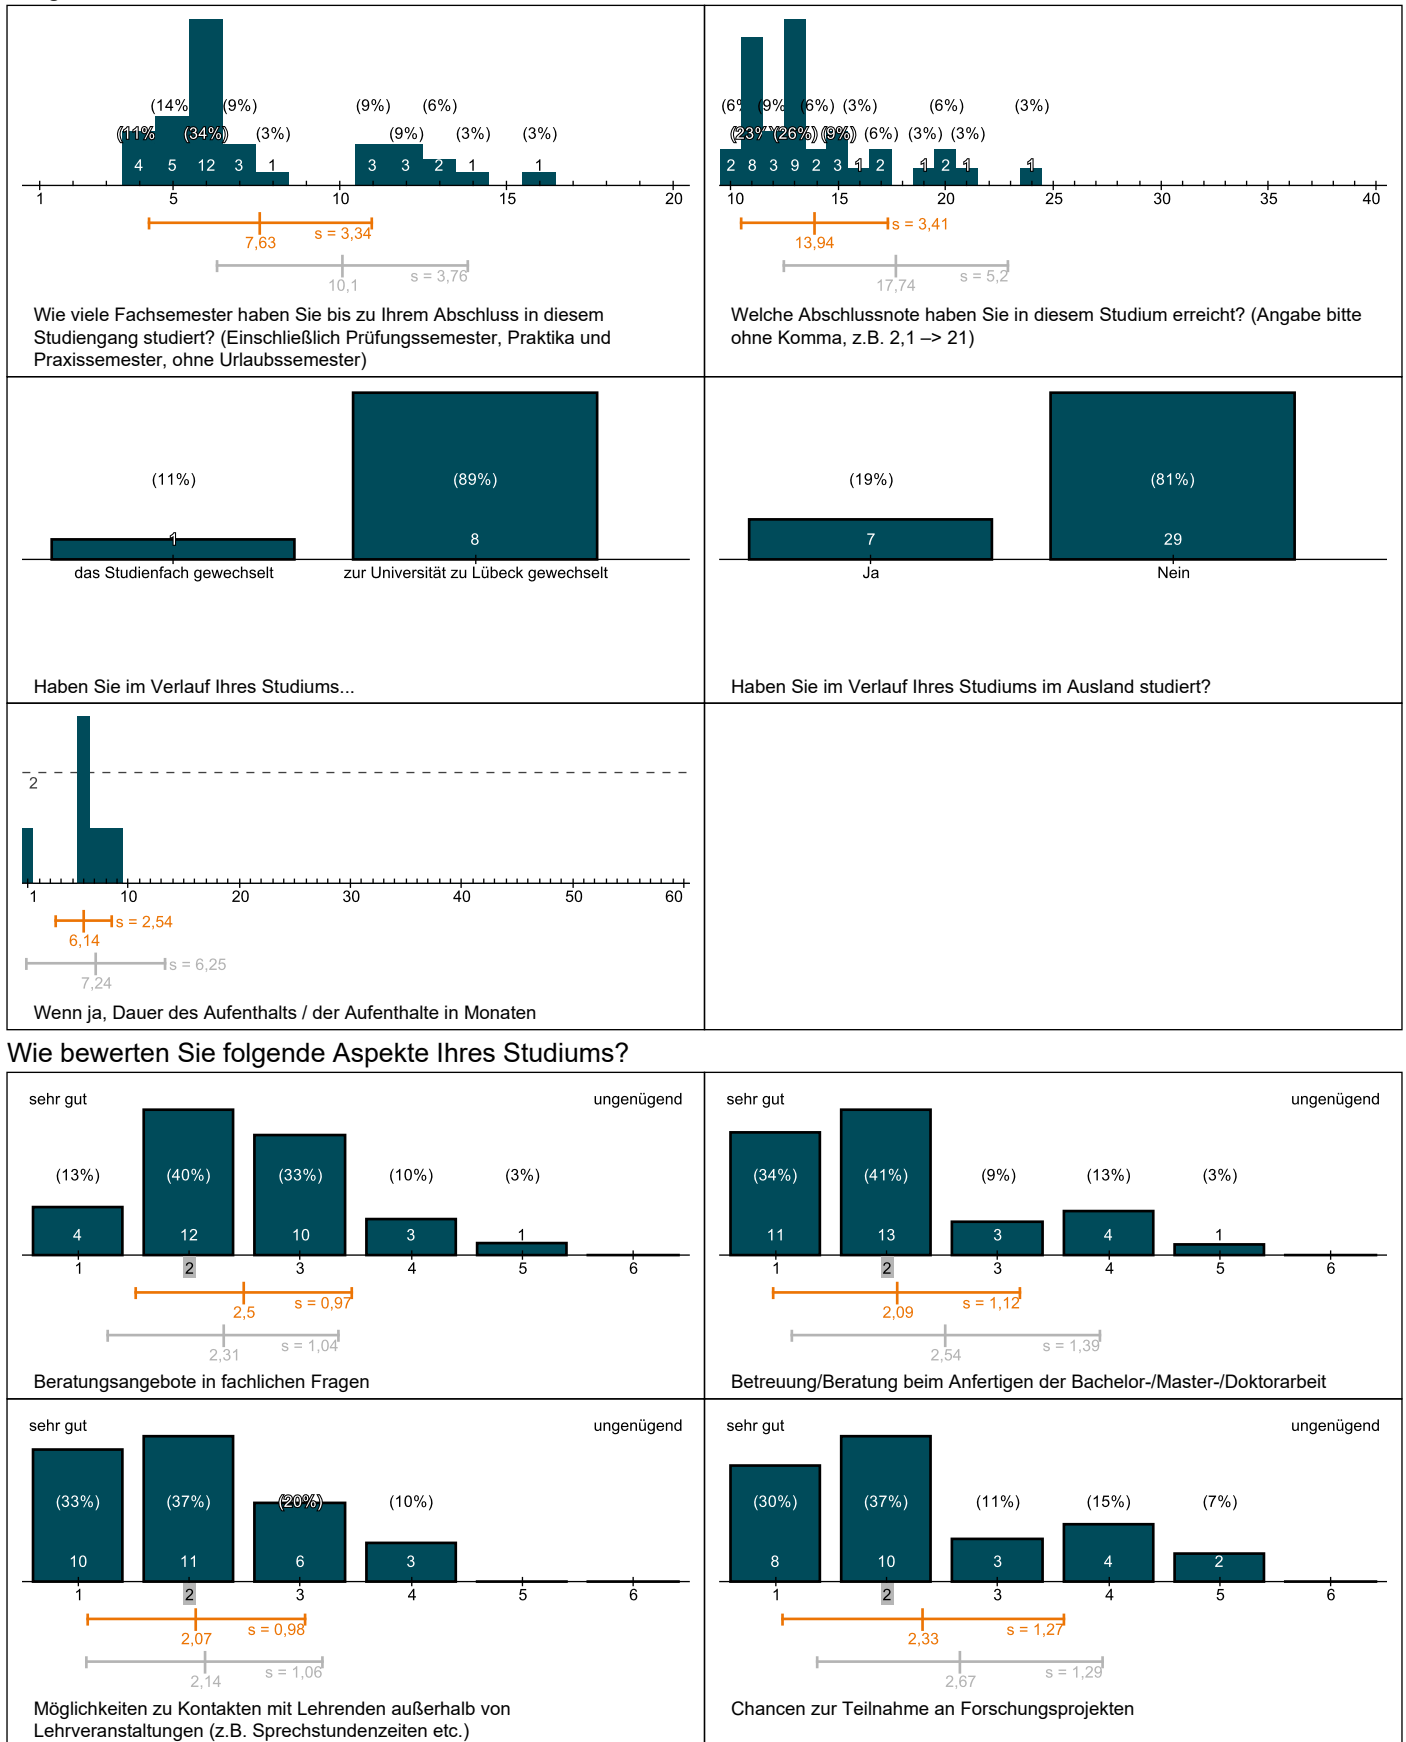 (14%
(9%)
(9%)
(6%)
(11%
(34%)
(3%)
(9%)
(3%)
(3%)
4 5 12 3 1 3 3 2 1 1
1 5 10 15 20
s = 3,34
7,63
s = 3,76
10,1
Wie viele Fachsemester haben Sie bis zu Ihrem Abschluss in diesem
Studiengang studiert? (Einschließlich Prüfungssemester, Praktika und
Praxissemester, ohne Urlaubssemester)
(6%
(9%
(6%)
(3%)
(6%)
(3%)
(23%
(26%)
(9%)
(6%)
(3%)
(3%)
2 8 3 9 2 3 1 2 1 2 1 1
10 15 20 25 30 35 40
s = 3,41
13,94
s = 5,2
17,74
Welche Abschlussnote haben Sie in diesem Studium erreicht? (Angabe bitte
ohne Komma, z.B. 2,1 –> 21)
(11%) (89%)
1 8
das Studienfach gewechselt zur Universität zu Lübeck gewechselt
Haben Sie im Verlauf Ihres Studiums...
(19%) (81%)
7 29
Ja Nein
Haben Sie im Verlauf Ihres Studiums im Ausland studiert?
2
1 10 20 30 40 50 60
s = 2,54
6,14
s = 6,25
7,24
Wenn ja, Dauer des Aufenthalts / der Aufenthalte in Monaten
Wie bewerten Sie folgende Aspekte Ihres Studiums?
sehr gut ungenügend
(13%) (40%) (33%) (10%) (3%)
4 12 10 3 1
1 2 3 4 5 6
s = 0,97
2,5
s = 1,04
2,31
Beratungsangebote in fachlichen Fragen
sehr gut ungenügend
(34%) (41%) (9%) (13%) (3%)
11 13 3 4 1
1 2 3 4 5 6
s = 1,12
2,09
s = 1,39
2,54
Betreuung/Beratung beim Anfertigen der Bachelor-/Master-/Doktorarbeit
sehr gut ungenügend
(33%) (37%) (20%) (10%)
10 11 6 3
1 2 3 4 5 6
s = 0,98
2,07
s = 1,06
2,14
Möglichkeiten zu Kontakten mit Lehrenden außerhalb von
Lehrveranstaltungen (z.B. Sprechstundenzeiten etc.)
sehr gut ungenügend
(30%) (37%) (11%) (15%) (7%)
8 10 3 4 2
1 2 3 4 5 6
s = 1,27
2,33
s = 1,29
2,67
Chancen zur Teilnahme an Forschungsprojekten